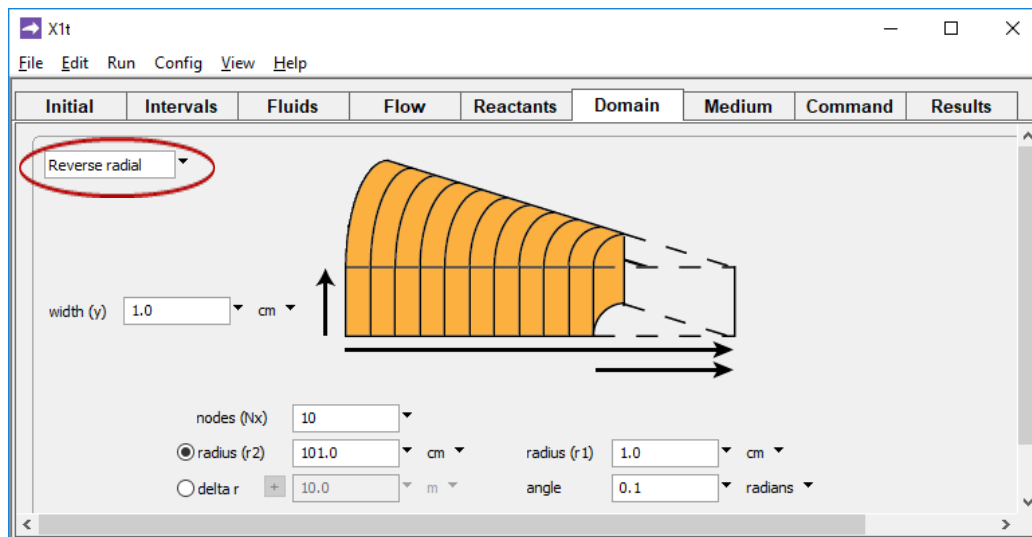 X1t
File Edit Run Config View Help
Initial Intervals Fluids Flow Reactants Domain Medium Command Results
Reverse radial
width (y) 1.0 cm
nodes (Nx) 10
radius (r2) 101.0 cm radius (r1) 1.0 cm
delta r + 10.0 m angle 0.1 radians